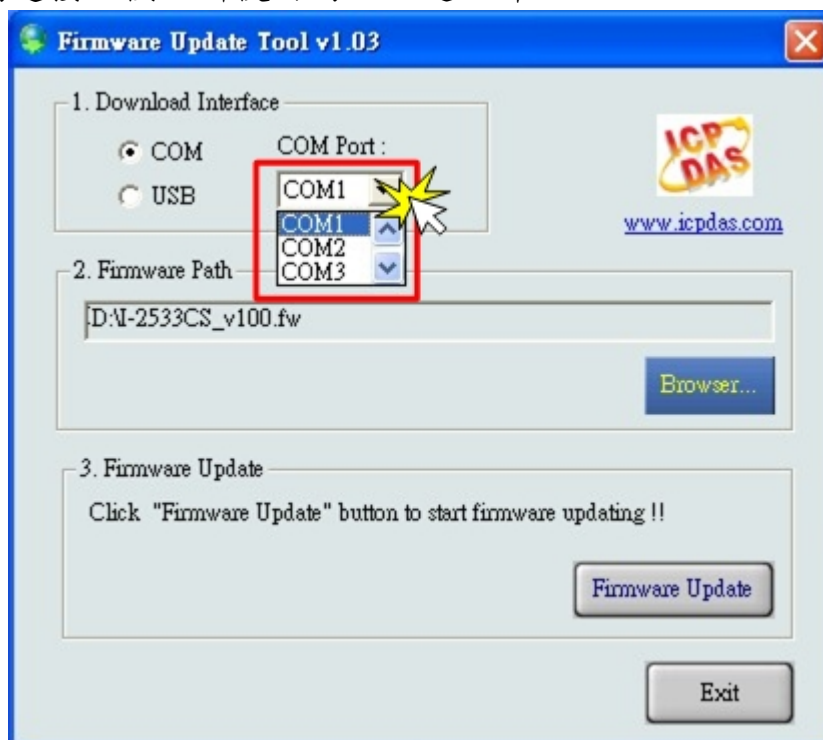 Firmware Update Tool v1.03
1. Download Interface
COM
COM Port :
USB
COM1
COM1
COM2
COM3
ICP
DAS
www.icpdas.com
2. Firmware Path
D:\I-2533CS_v100.fw
Browser...
3. Firmware Update
Click "Firmware Update" button to start firmware updating !!
Firmware Update
Exit